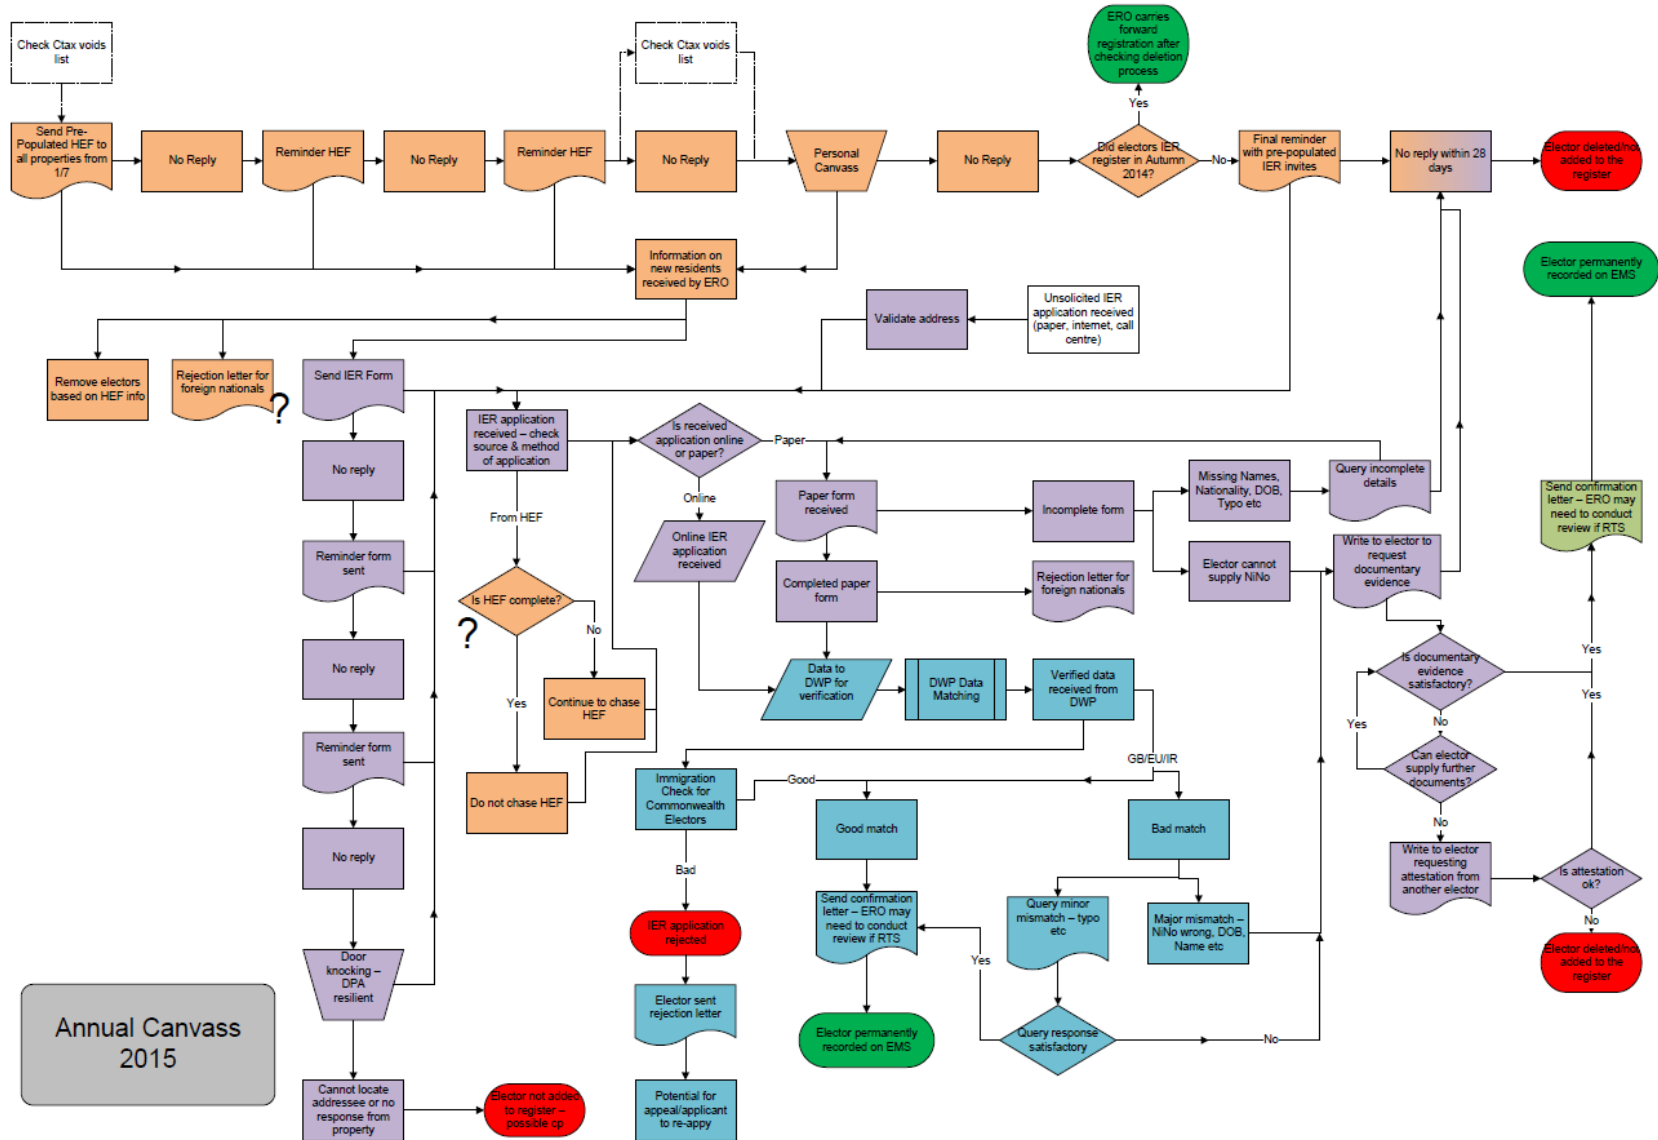 Check Ctax voids
list
Check Ctax voids
list
ERO carries
forward
registration after
checking deletion
process
Yes
Send Pre-
Populated HEF to
all properties from
1/7
No Reply
Reminder HEF
No Reply
Reminder HEF
No Reply
Personal
Canvass
No Reply
Did electors IER
register in Autumn
2014?
No
Final reminder
with pre-populated
IER invites
No reply within 28
days
Elector deleted/not
added to the
register
Information on
new residents
received by ERO
Elector permanently
recorded on EMS
Validate address
Unsolicited IER
application received
(paper, internet, call
centre)
Remove electors
based on HEF info
Rejection letter for
foreign nationals
?
Send IER Form
IER application
received – check
source & method
of application
Is received
application online
or paper?
Paper
No reply
Online
From HEF
Paper form
received
Incomplete form
Missing Names,
Nationality, DOB,
Typo etc
Query incomplete
details
Send confirmation
letter – ERO may
need to conduct
review if RTS
Online IER
application
received
Reminder form
sent
Completed paper
form
Rejection letter for
foreign nationals
Elector cannot
supply NiNo
Write to elector to
request
documentary
evidence
Is HEF complete?
?
No
Yes
No reply
Data to
DWP for
verification
DWP Data
Matching
Verified data
received from
DWP
Is documentary
evidence
satisfactory?
Yes
Yes
Yes
No
Continue to chase
HEF
Reminder form
sent
Can elector
supply further
documents?
No
GB/EU/IR
Immigration
Check for
Commonwealth
Electors
Good
Do not chase HEF
Good match
Bad match
No reply
Bad
Write to elector
requesting
attestation from
another elector
Is attestation
ok?
No
Send confirmation
letter – ERO may
need to conduct
review if RTS
Query minor
mismatch – typo
etc
Major mismatch –
NiNo wrong, DOB,
Name etc
IER application
rejected
Yes
Elector deleted/not
added to the
register
Door
knocking –
DPA
resilient
Elector sent
rejection letter
Annual Canvass
2015
Elector permanently
recorded on EMS
Query response
satisfactory
No
Cannot locate
addressee or no
response from
property
Elector not added
to register –
possible cp
Potential for
appeal/applicant
to re-appy